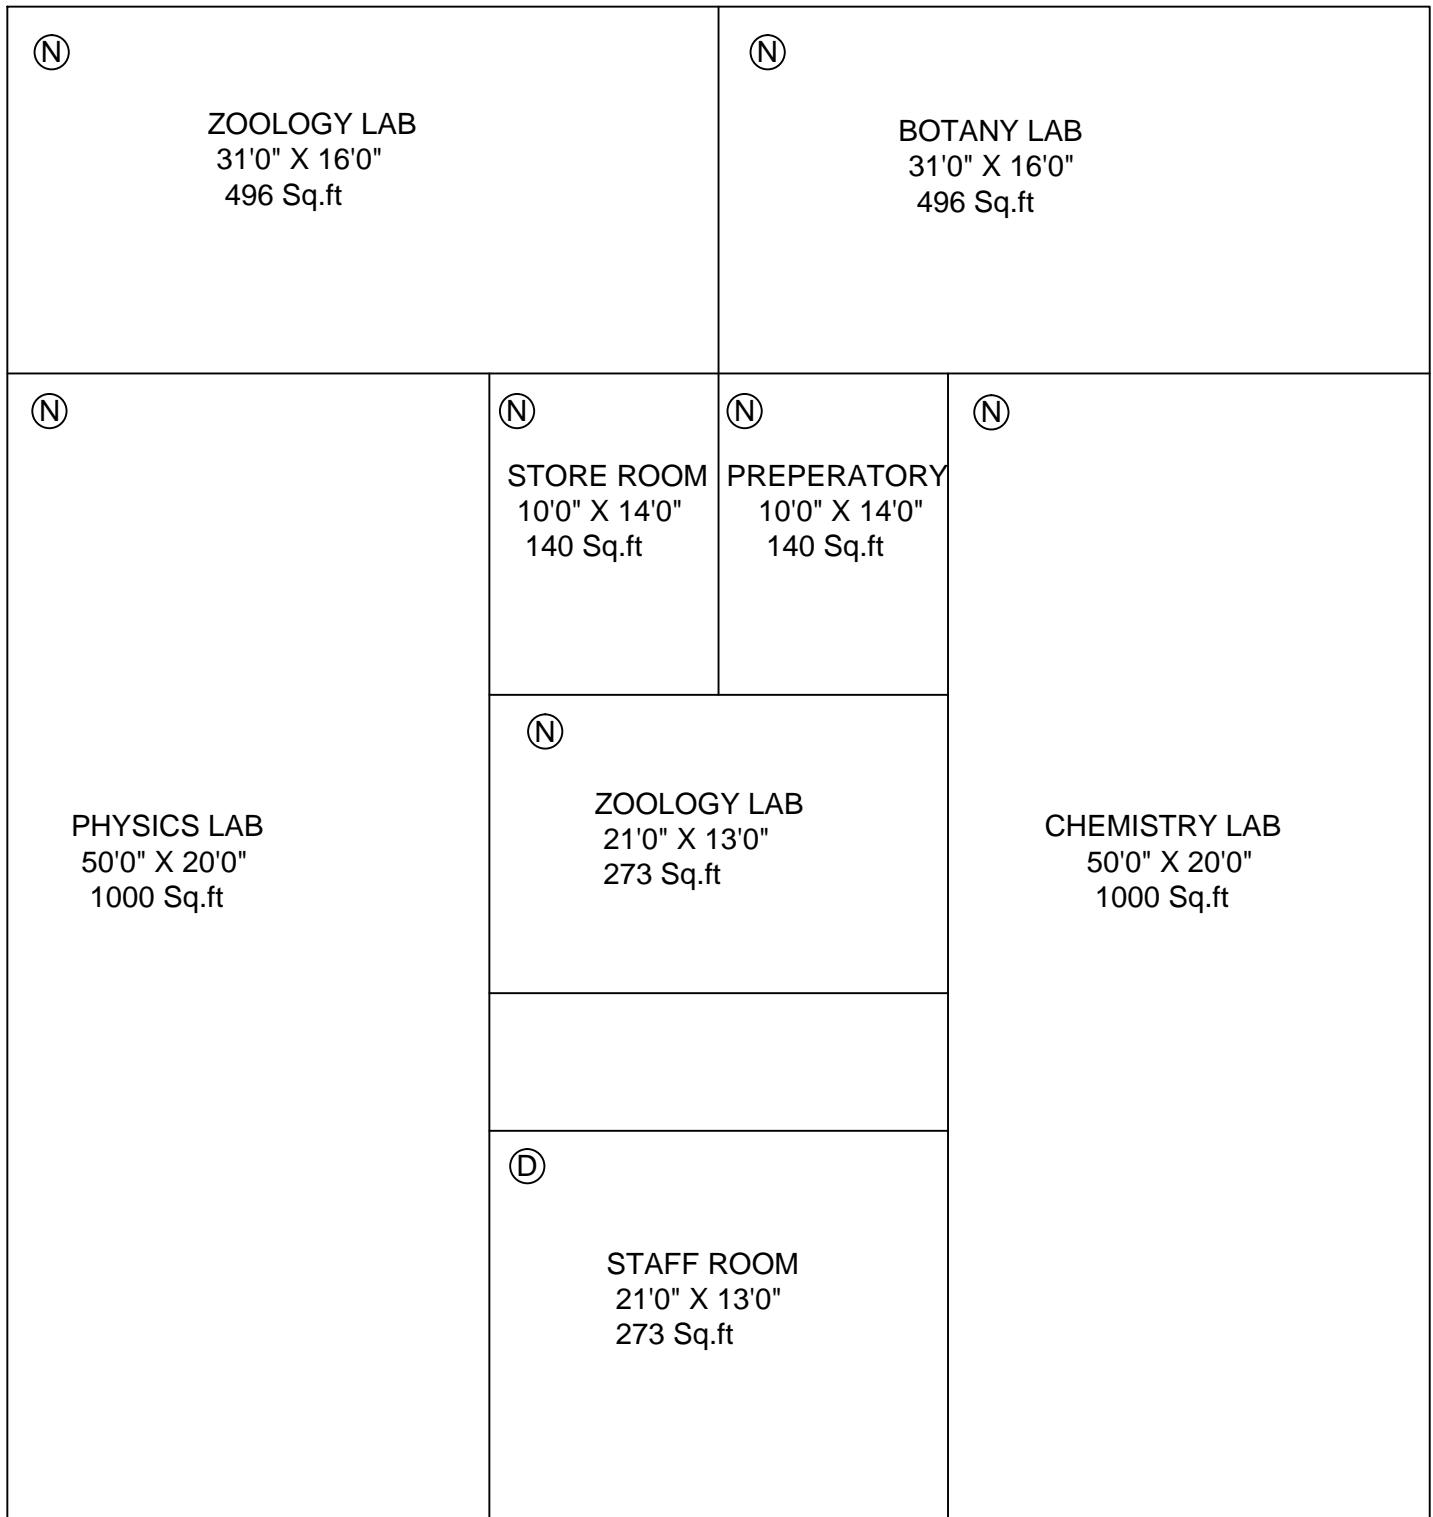 N
ZOOLOGY LAB
31'0" X 16'0"
496 Sq.ft
N
BOTANY LAB
31'0" X 16'0"
496 Sq.ft
N
PHYSICS LAB
50'0" X 20'0"
1000 Sq.ft
N
STORE ROOM
10'0" X 14'0"
140 Sq.ft
N
PREPERATORY
10'0" X 14'0"
140 Sq.ft
N
ZOOLOGY LAB
21'0" X 13'0"
273 Sq.ft
N
CHEMISTRY LAB
50'0" X 20'0"
1000 Sq.ft
D
STAFF ROOM
21'0" X 13'0"
273 Sq.ft